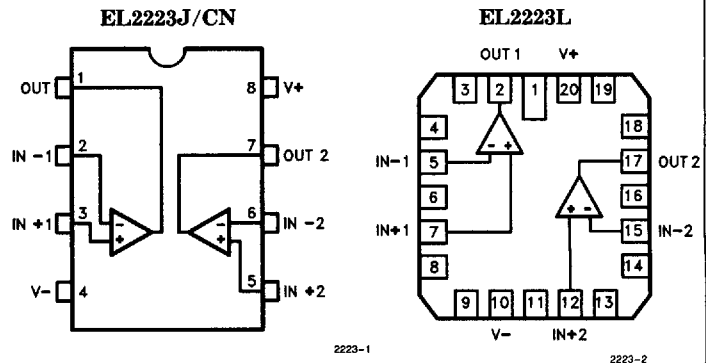 EL2223J/CN
OUT 1
8 V+
IN -1 2
7 OUT 2
IN +1 3
- +
- +
6 IN -2
V- 4
5 IN +2
2223-1
EL2223L
OUT 1 V+
3 2 1 20 19
4 18
- +
IN-1 5 17 OUT 2
6 16
+ -
IN+1 7 15 IN-2
8 14
9 10 11 12 13
V- IN+2
2223-2